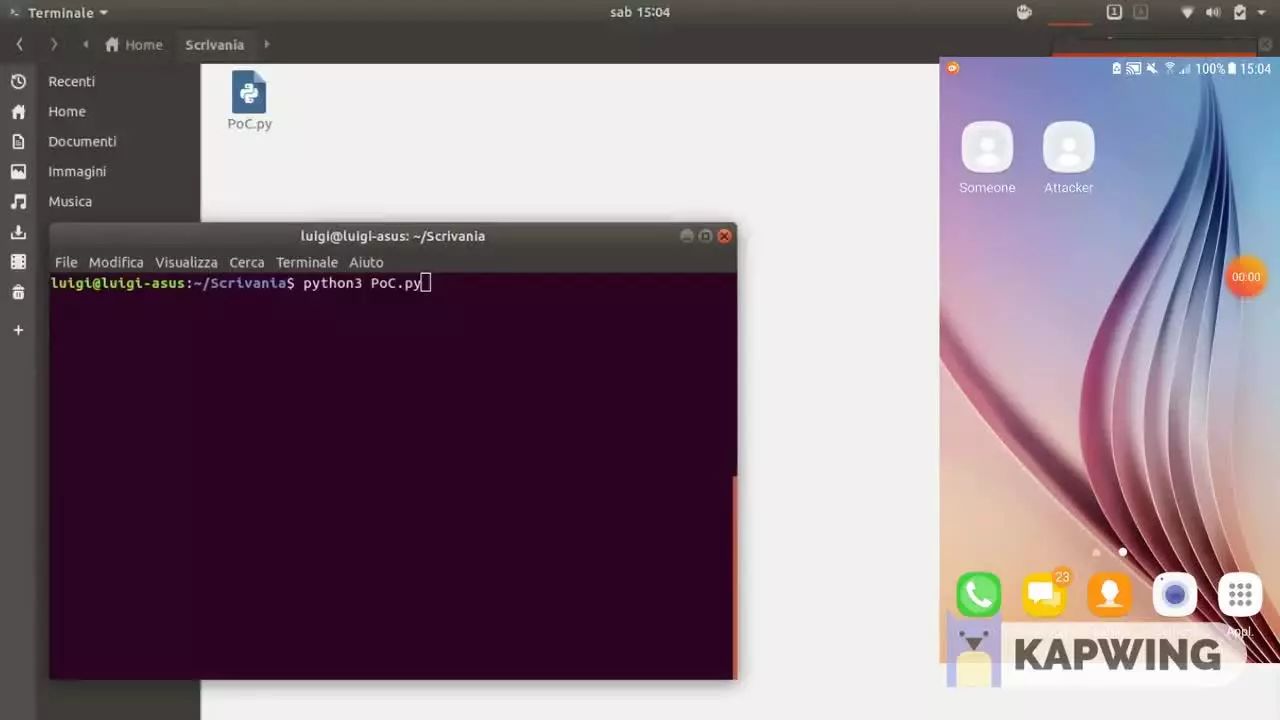 Terminale
sab 15:04
1
Home
Scrivania
Recenti
Home
Documenti
Immagini
Musica
PoC.py
luigi@luigi-asus: ~/Scrivania
File Modifica Visualizza Cerca Terminale Aiuto
luigi@luigi-asus:~/Scrivania$ python3 PoC.py
100% 15:04
Someone
Attacker
00:00
23
Appl.
KAPWING